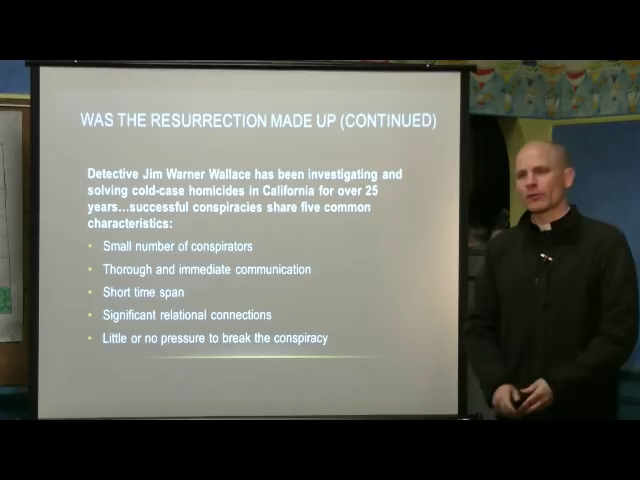 WAS THE RESURRECTION MADE UP (CONTINUED)
Detective Jim Warner Wallace has been investigating and
solving cold-case homicides in California for over 25
years…successful conspiracies share five common
characteristics:
• Small number of conspirators
• Thorough and immediate communication
• Short time span
• Significant relational connections
• Little or no pressure to break the conspiracy